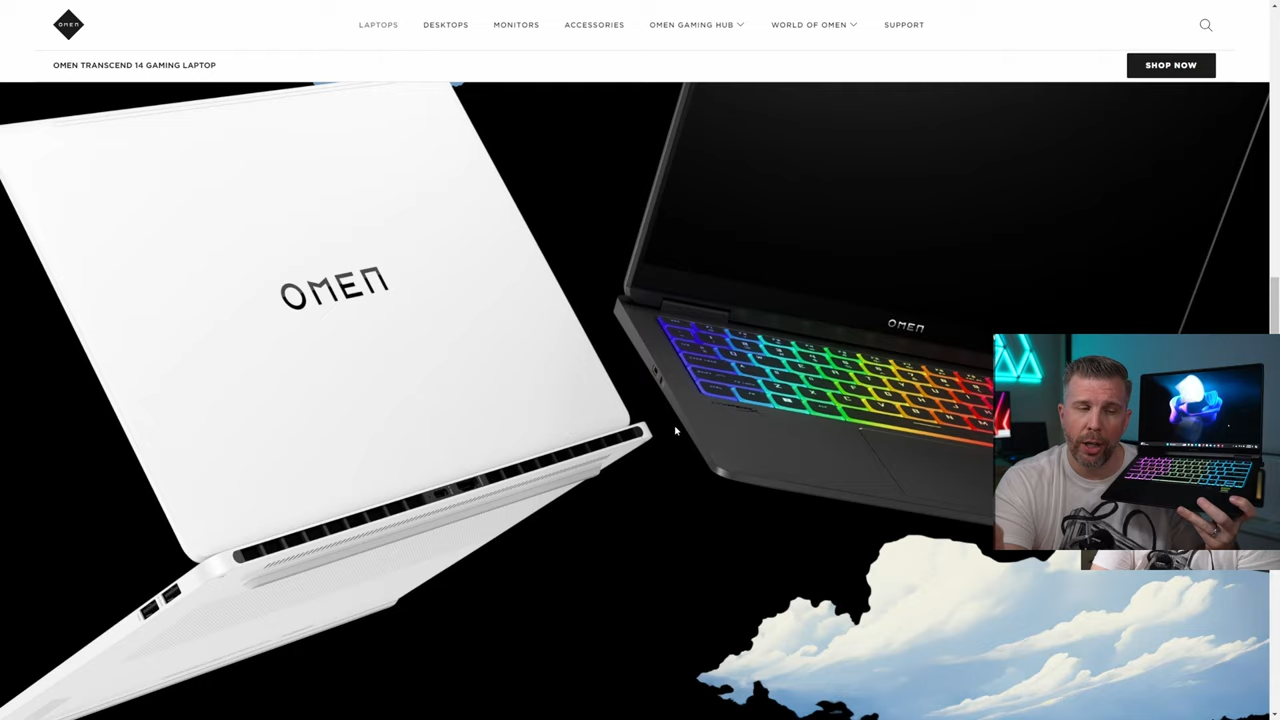 OMEN
LAPTOPS
DESKTOPS
MONITORS
ACCESSORIES
OMEN GAMING HUB
WORLD OF OMEN
SUPPORT
OMEN TRANSCEND 14 GAMING LAPTOP
SHOP NOW
OMEN
OMEN